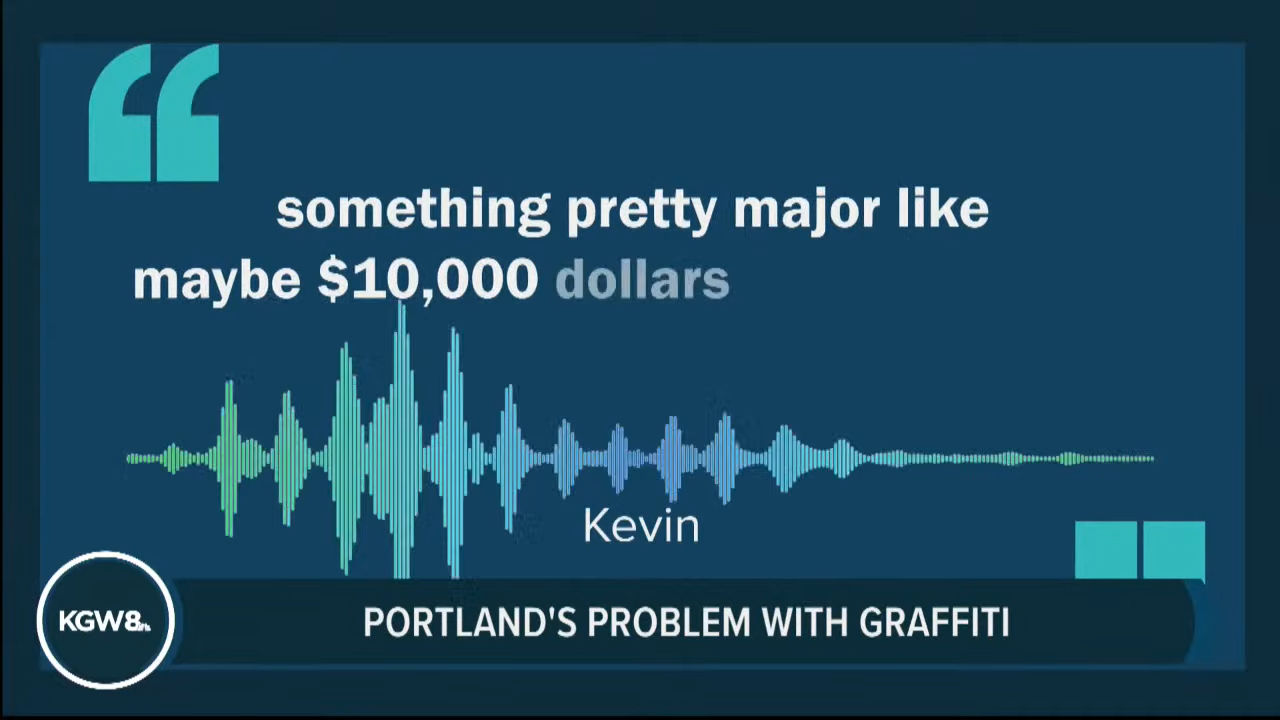 something pretty major like
maybe $10,000 dollars
Kevin
KGW8
PORTLAND'S PROBLEM WITH GRAFFITI